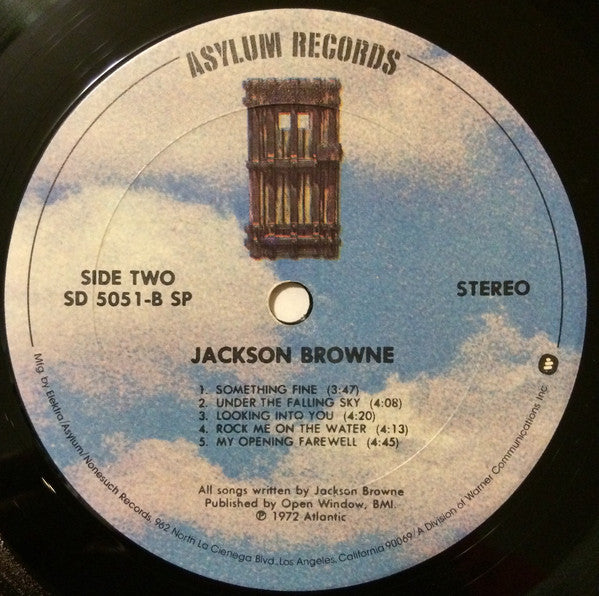 ASYLUM RECORDS
SIDE TWO
SD 5051-B SP
STEREO
JACKSON BROWNE
1. SOMETHING FINE (3:47)
2. UNDER THE FALLING SKY (4:08)
3. LOOKING INTO YOU (4:20)
4. ROCK ME ON THE WATER (4:13)
5. MY OPENING FAREWELL (4:45)
All songs written by Jackson Browne
Published by Open Window, BMI.
℗ 1972 Atlantic
Mfg. by Elektra/Asylum/Nonesuch Records, 962 North La Cienega Blvd., Los Angeles, California 90069/A Division of Warner Communications Inc.